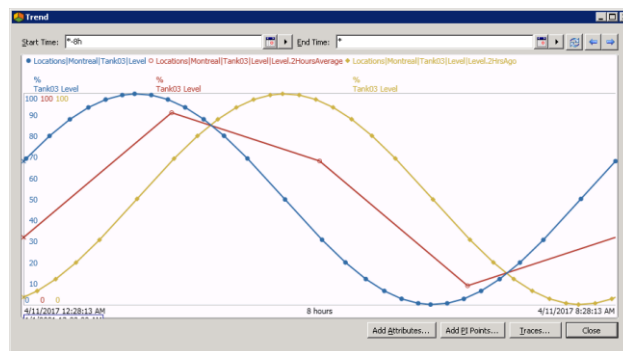 Trend
Start Time: *-8h End Time: *
Locations|Montreal|Tank03|Level Locations|Montreal|Tank03|Level|Level.2HoursAverage Locations|Montreal|Tank03|Level|Level.2HrsAgo
% % %
Tank03 Level Tank03 Level Tank03 Level
100 100 100
90
80
70
60
50
40
30
20
10
0 0 0
4/11/2017 12:28:13 AM 8 hours 4/11/2017 8:28:13 AM
Add Attributes... Add PI Points... Traces... Close